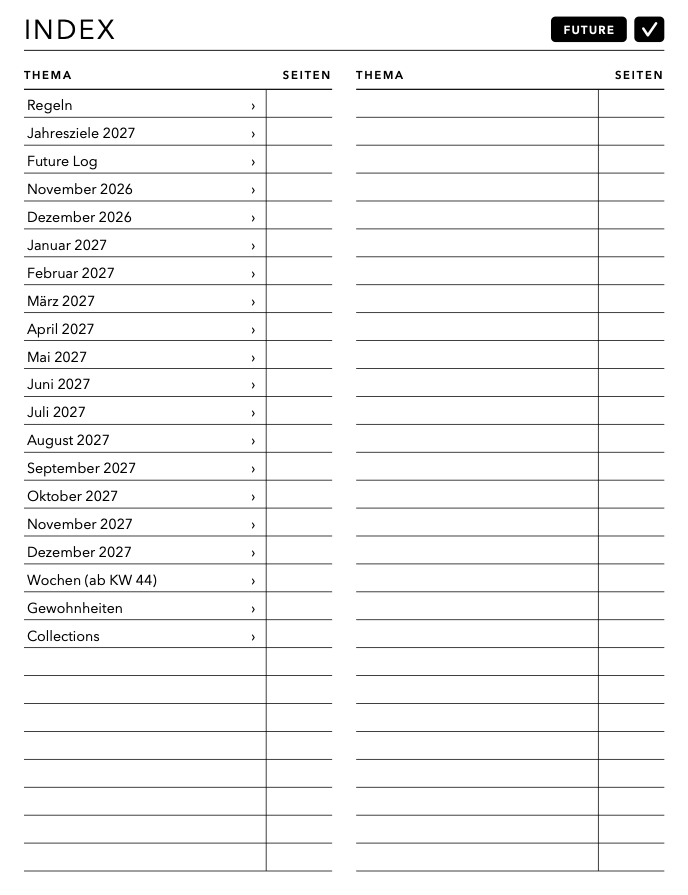 INDEX
FUTURE
THEMA SEITEN
Regeln ›
Jahresziele 2027 ›
Future Log ›
November 2026 ›
Dezember 2026 ›
Januar 2027 ›
Februar 2027 ›
März 2027 ›
April 2027 ›
Mai 2027 ›
Juni 2027 ›
Juli 2027 ›
August 2027 ›
September 2027 ›
Oktober 2027 ›
November 2027 ›
Dezember 2027 ›
Wochen (ab KW 44) ›
Gewohnheiten ›
Collections ›
THEMA SEITEN